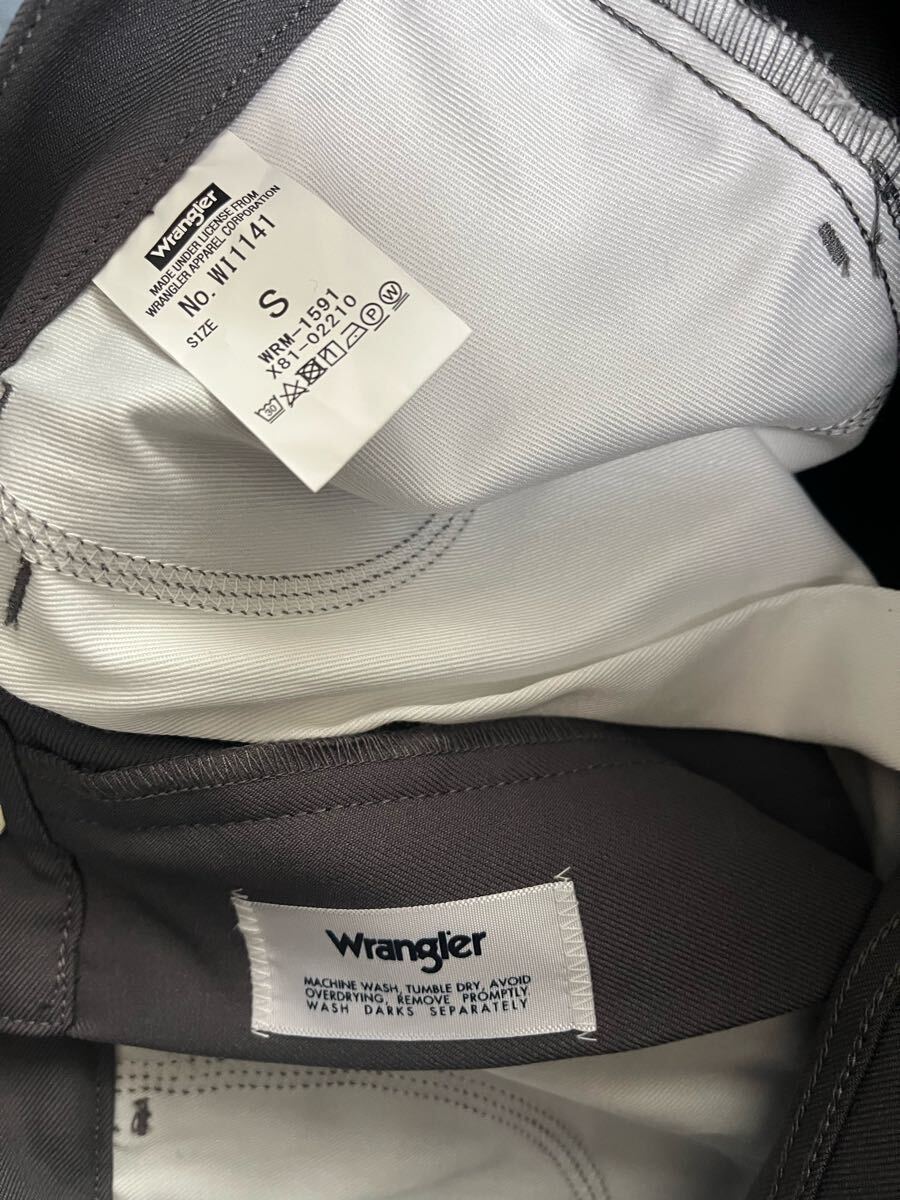 Wrangler
MADE UNDER LICENSE FROM
WRANGLER APPAREL CORPORATION
No. WI1141
SIZE S
WRM-1591
X81-02210
30 P W
Wrangler
MACHINE WASH, TUMBLE DRY, AVOID
OVERDRYING, REMOVE PROMPTLY
WASH DARKS SEPARATELY